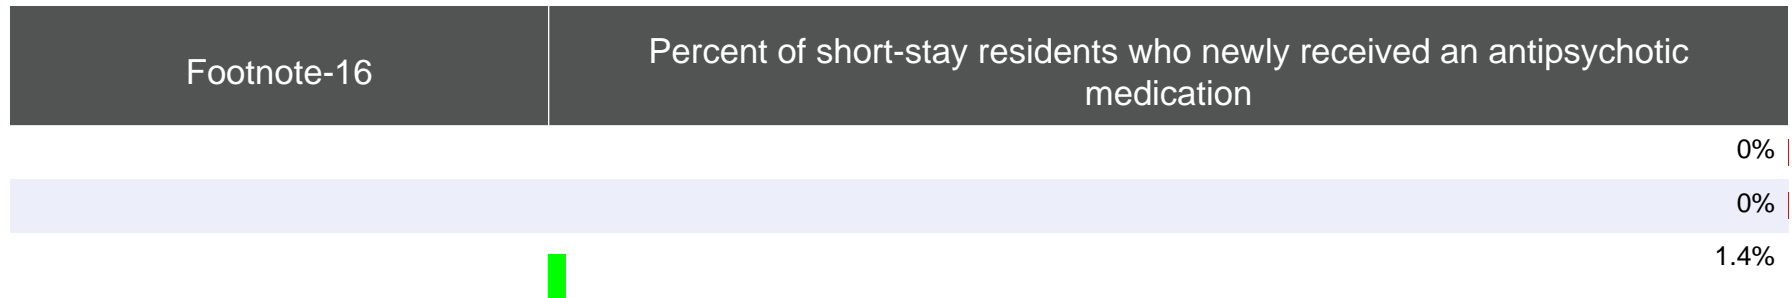 Footnote-16
Percent of short-stay residents who newly received an antipsychotic
medication
0%
0%
1.4%